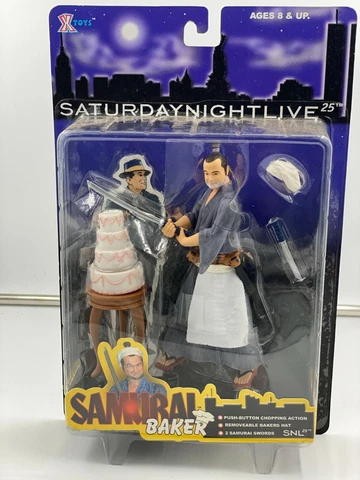 X TOYS
AGES 8 & UP.
SATURDAYNIGHTLIVE 25TH
SAMURAI
BAKER
• PUSH-BUTTON CHOPPING ACTION
• REMOVEABLE BAKERS HAT
• 2 SAMURAI SWORDS
SNL 25TH